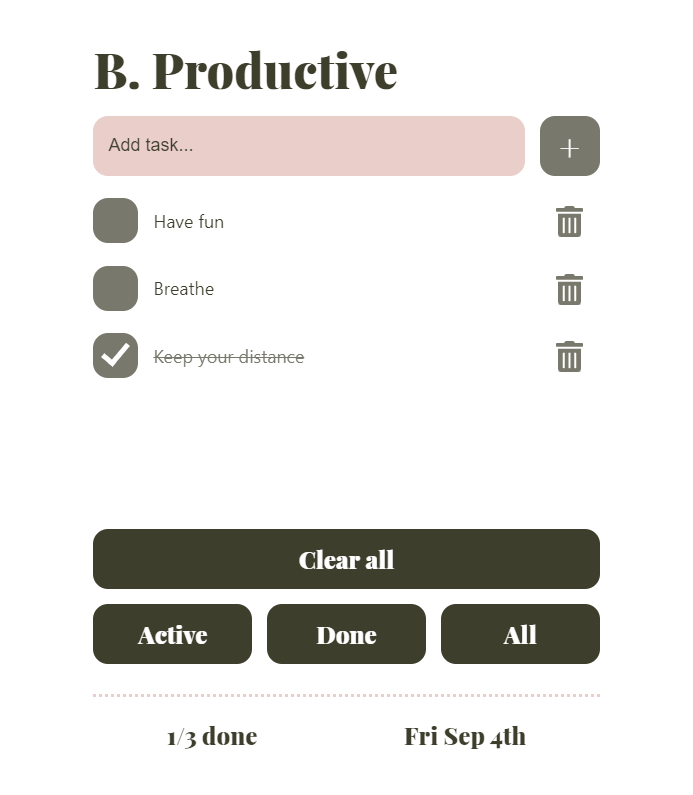 B. Productive
Add task...
+
Have fun
Breathe
Keep your distance
Clear all
Active Done All
1/3 done Fri Sep 4th